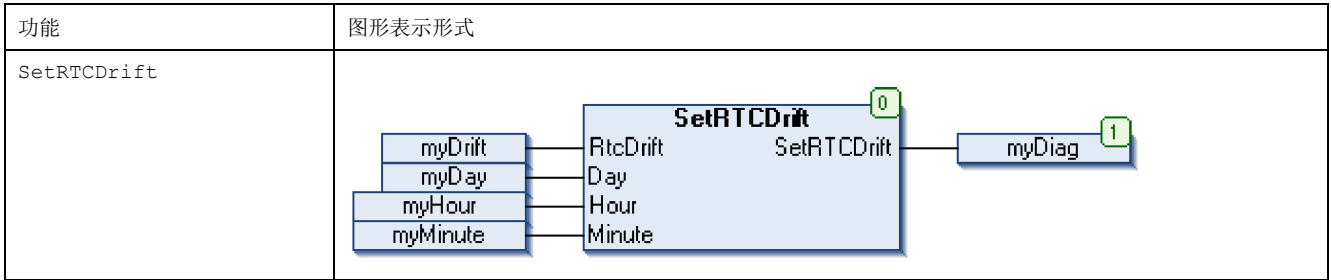 功能 图形表示形式
SetRTCDrift
0
SetRTCDrift
1
myDrift RtcDrift SetRTCDrift myDiag
myDay Day
myHour Hour
myMinute Minute